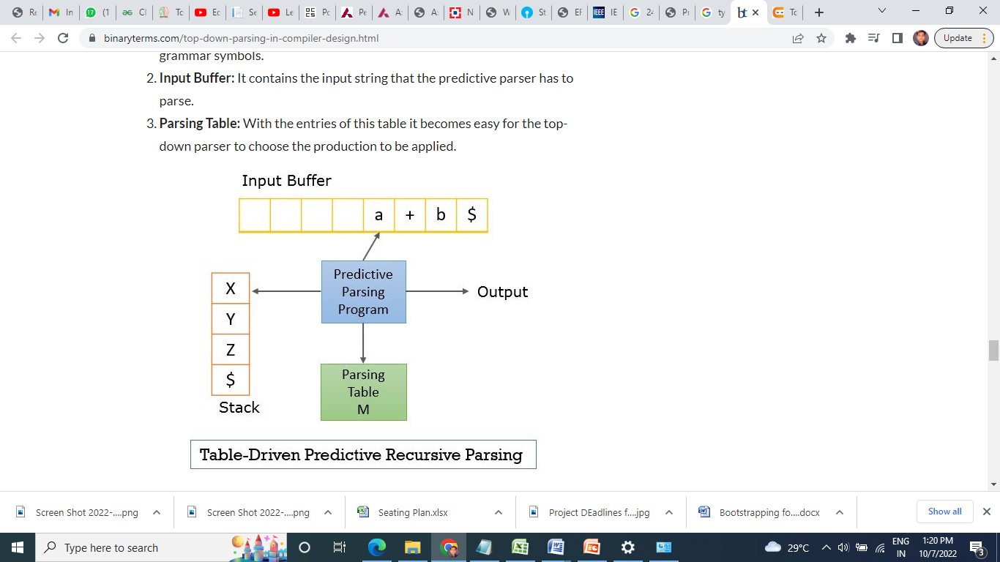 Re
In
17
(1
Cl
Tc
Ec
Se
Le
Pc
Pe
A
A
N
W
St
Ef
IEEE
IE
24
Pr
ty
bt
Tc
binaryterms.com/top-down-parsing-in-compiler-design.html
Update
grammar symbols.
2. Input Buffer: It contains the input string that the predictive parser has to
parse.
3. Parsing Table: With the entries of this table it becomes easy for the top-
down parser to choose the production to be applied.
Input Buffer
a + b $
Predictive
Parsing
Program
Output
X
Y
Z
$
Stack
Parsing
Table
M
Table-Driven Predictive Recursive Parsing
Screen Shot 2022-....png
Screen Shot 2022-....png
Seating Plan.xlsx
Project DEadlines f....jpg
Bootstrapping fo....docx
Show all
Type here to search
29°C
ENG
IN
1:20 PM
10/7/2022
3